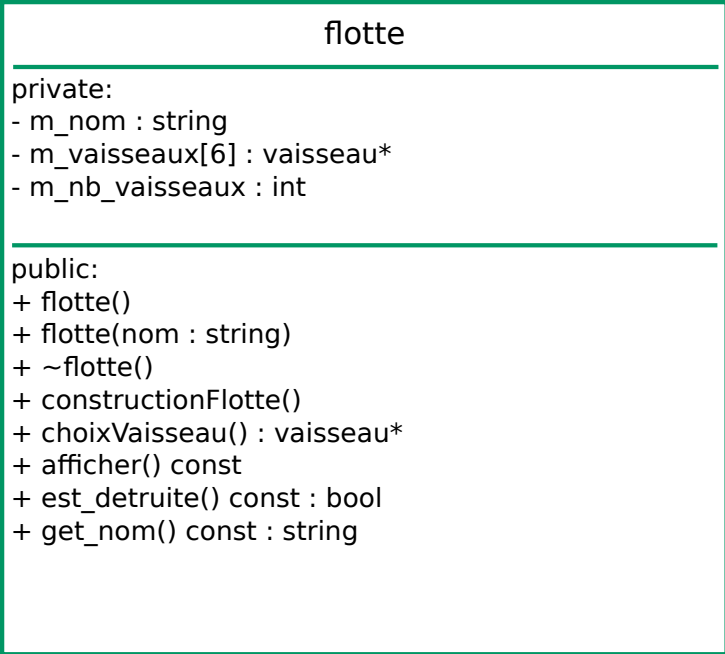 flotte
private:
- m_nom : string
- m_vaisseaux[6] : vaisseau*
- m_nb_vaisseaux : int
public:
+ flotte()
+ flotte(nom : string)
+ ~flotte()
+ constructionFlotte()
+ choixVaisseau() : vaisseau*
+ afficher() const
+ est_detruite() const : bool
+ get_nom() const : string